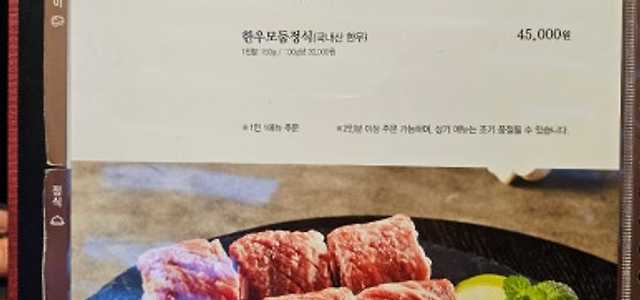 이
한우모둠정식(국내산 한우) 45,000원
1인분 150g / 100g당 30,000원
※1인 1메뉴 주문 ※2인분 이상 주문 가능하며, 상기 메뉴는 조기 품절될 수 있습니다.
정식